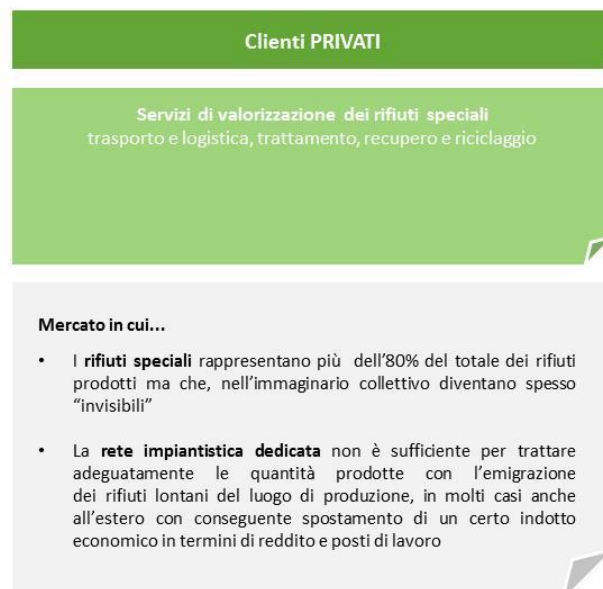 Clienti PRIVATI
Servizi di valorizzazione dei rifiuti speciali
trasporto e logistica, trattamento, recupero e riciclaggio
Mercato in cui...
• I rifiuti speciali rappresentano più dell'80% del totale dei rifiuti
prodotti ma che, nell'immaginario collettivo diventano spesso
"invisibili"
• La rete impiantistica dedicata non è sufficiente per trattare
adeguatamente le quantità prodotte con l'emigrazione
dei rifiuti lontani del luogo di produzione, in molti casi anche
all'estero con conseguente spostamento di un certo indotto
economico in termini di reddito e posti di lavoro